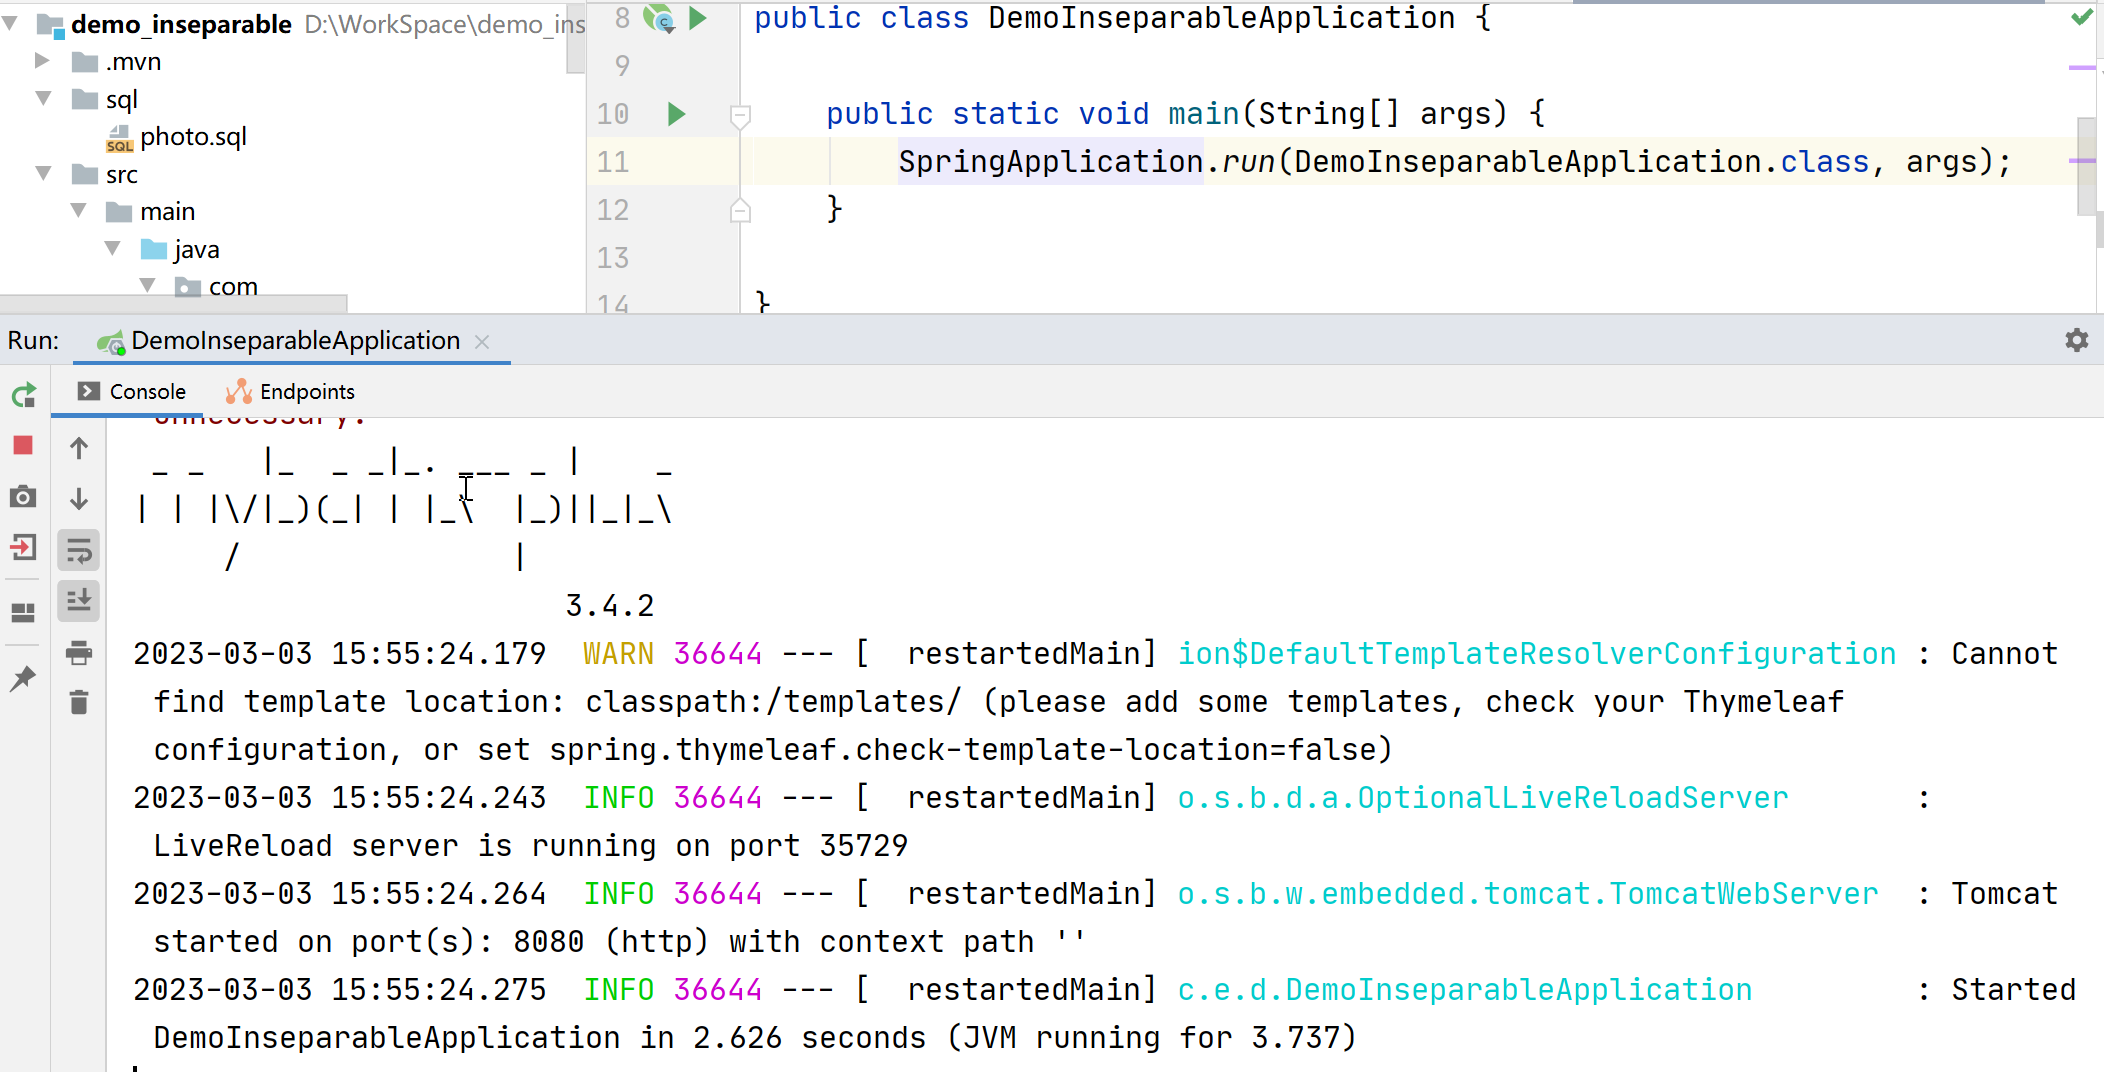 demo_inseparable D:\WorkSpace\demo_ins
.mvn
sql
photo.sql
src
main
java
com
8 public class DemoInseparableApplication {
9
10 public static void main(String[] args) {
11 SpringApplication.run(DemoInseparableApplication.class, args);
12 }
13
14 }
Run: DemoInseparableApplication
Console Endpoints
unnecessary.
 _ _   |_  _ _|_. ___ _ |    _
| | |\/|_)(_| | |_\  |_)||_|_\
     /               |
3.4.2
2023-03-03 15:55:24.179  WARN 36644 --- [  restartedMain] ion$DefaultTemplateResolverConfiguration : Cannot
find template location: classpath:/templates/ (please add some templates, check your Thymeleaf
configuration, or set spring.thymeleaf.check-template-location=false)
2023-03-03 15:55:24.243  INFO 36644 --- [  restartedMain] o.s.b.d.a.OptionalLiveReloadServer       :
LiveReload server is running on port 35729
2023-03-03 15:55:24.264  INFO 36644 --- [  restartedMain] o.s.b.w.embedded.tomcat.TomcatWebServer  : Tomcat
started on port(s): 8080 (http) with context path ''
2023-03-03 15:55:24.275  INFO 36644 --- [  restartedMain] c.e.d.DemoInseparableApplication         : Started
DemoInseparableApplication in 2.626 seconds (JVM running for 3.737)